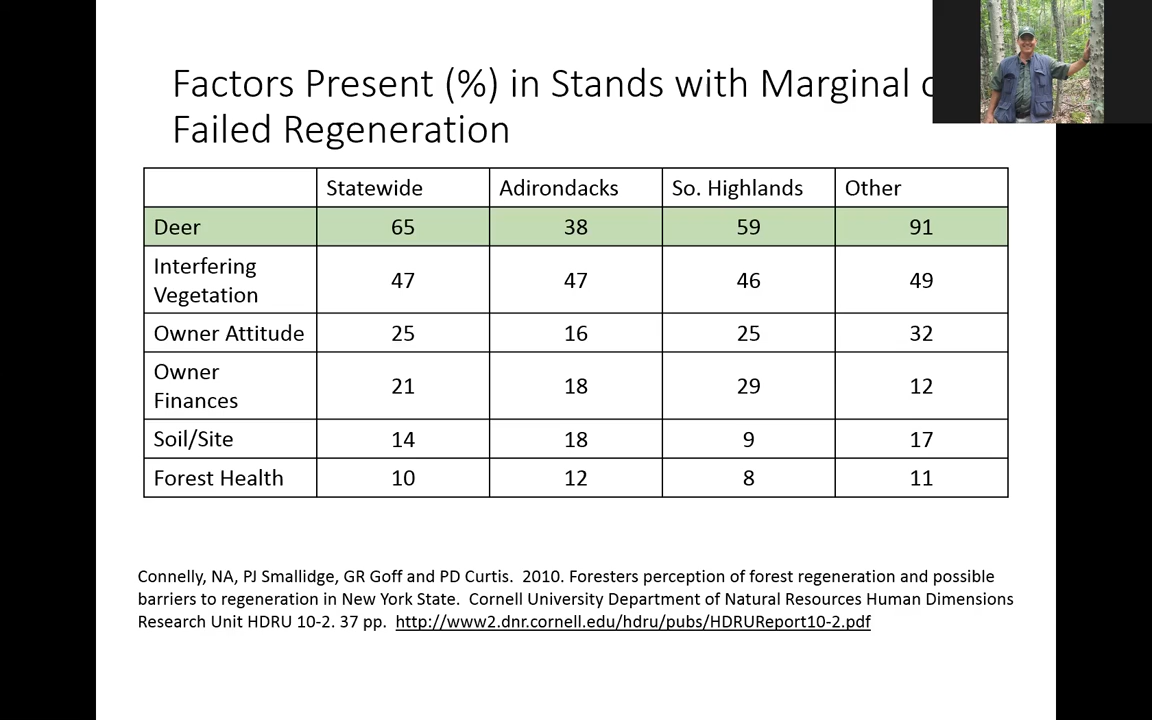 Factors Present (%) in Stands with Marginal
Failed Regeneration
Statewide Adirondacks So. Highlands Other
Deer 65 38 59 91
Interfering
Vegetation 47 47 46 49
Owner Attitude 25 16 25 32
Owner
Finances 21 18 29 12
Soil/Site 14 18 9 17
Forest Health 10 12 8 11
Connelly, NA, PJ Smallidge, GR Goff and PD Curtis. 2010. Foresters perception of forest regeneration and possible
barriers to regeneration in New York State. Cornell University Department of Natural Resources Human Dimensions
Research Unit HDRU 10-2. 37 pp. http://www2.dnr.cornell.edu/hdru/pubs/HDRUReport10-2.pdf